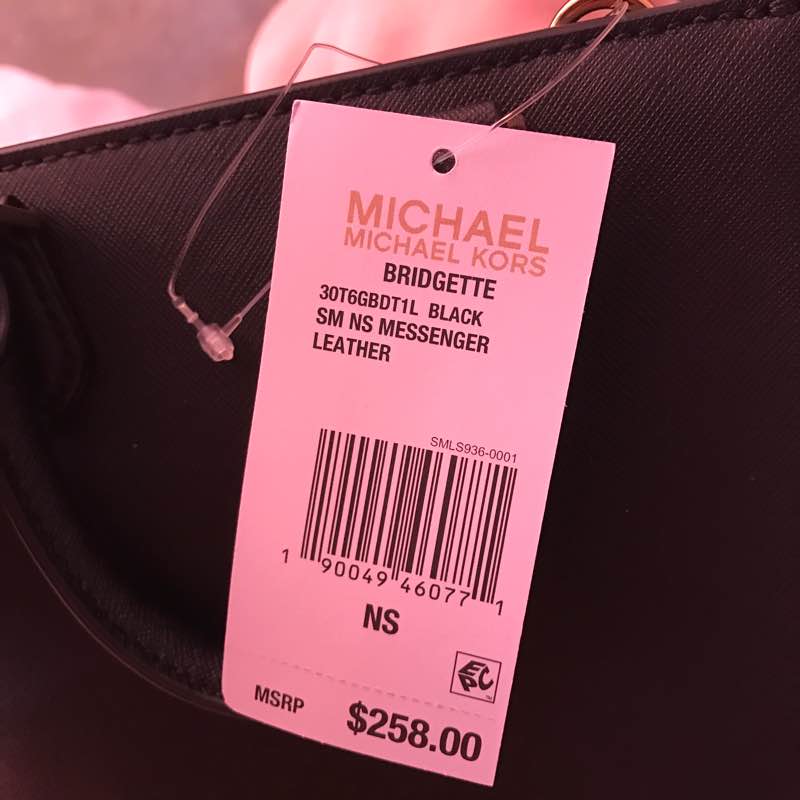 MICHAEL
MICHAEL KORS
BRIDGETTE
30T6GBDT1L BLACK
SM NS MESSENGER
LEATHER
SMLS936-0001
1 90049 46077 1
NS
EPC
MSRP $258.00